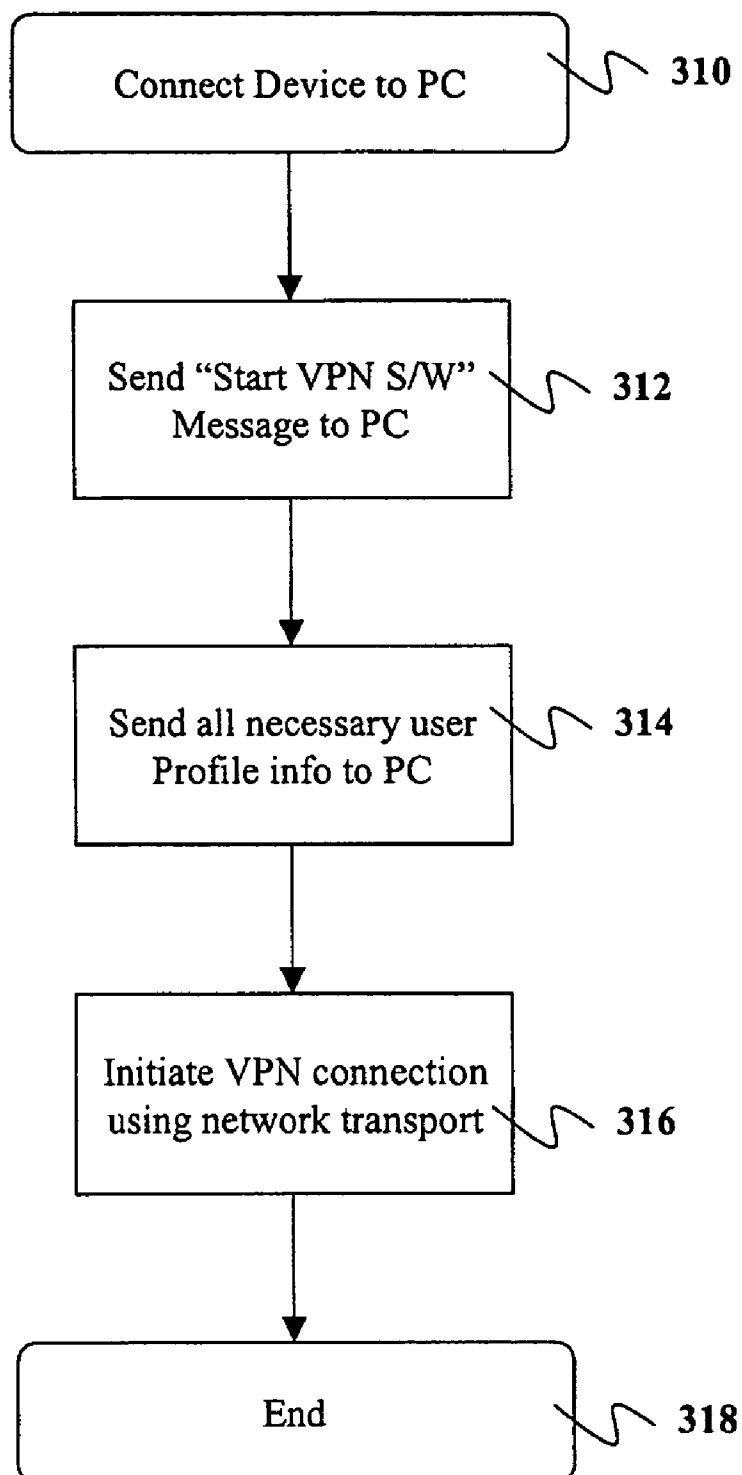 Connect Device to PC
310
Send “Start VPN S/W”
Message to PC
312
Send all necessary user
Profile info to PC
314
Initiate VPN connection
using network transport
316
End
318